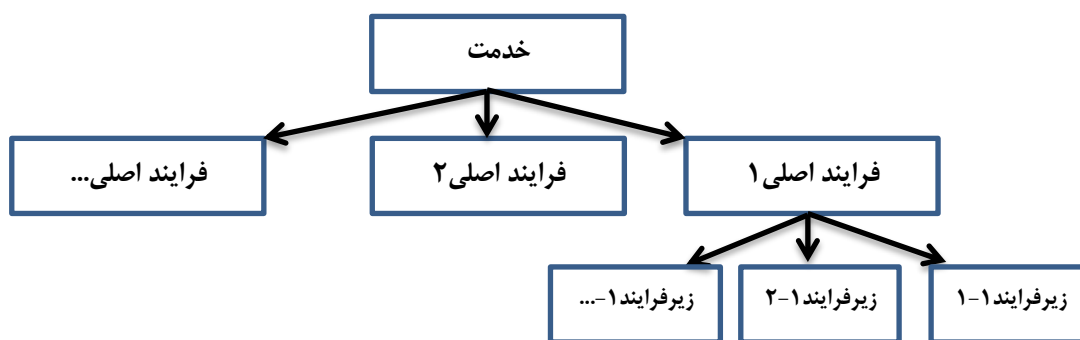 خدمت
فرایند اصلی۱
فرایند اصلی۲
فرایند اصلی...
زیرفرایند۱-۱
زیرفرایند۱-۲
زیرفرایند۱-...